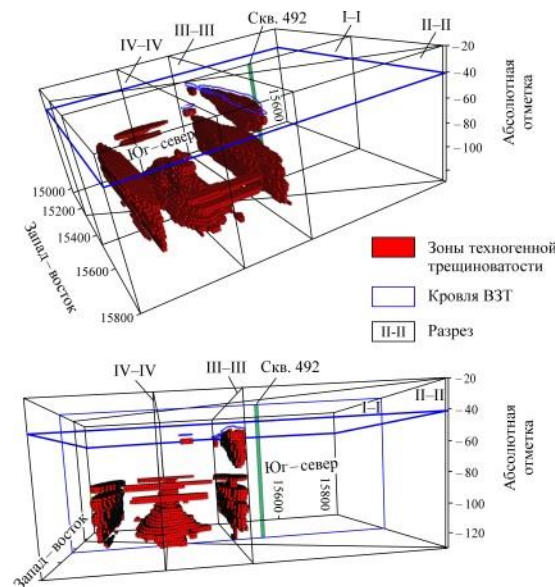 Скв. 492
I–I
II–II
III–III
IV–IV
–20
–40
–60
–80
–100
Абсолютная
отметка
15600
Юг–север
15000
15200
15400
15600
15800
Запад–восток
Зоны техногенной
трещиноватости
Кровля ВЗТ
II-II
Разрез
Скв. 492
III–III
IV–IV
II–II
I–I
–20
–40
–60
–80
–100
–120
Абсолютная
отметка
Юг–север
15600
15800
Запад–восток